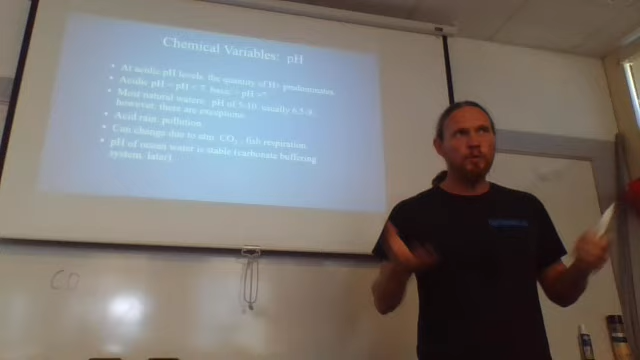 Chemical Variables: pH
• At acidic pH levels, the quantity of H+ predominates.
• Acidic pH = pH < 7, basic = pH >7
• Most natural waters: pH of 5-10, usually 6.5-9;
however, there are exceptions
• Acid rain, pollution
• Can change due to atm. CO₂, fish respiration
• pH of ocean water is stable (carbonate buffering
system, later)
CO